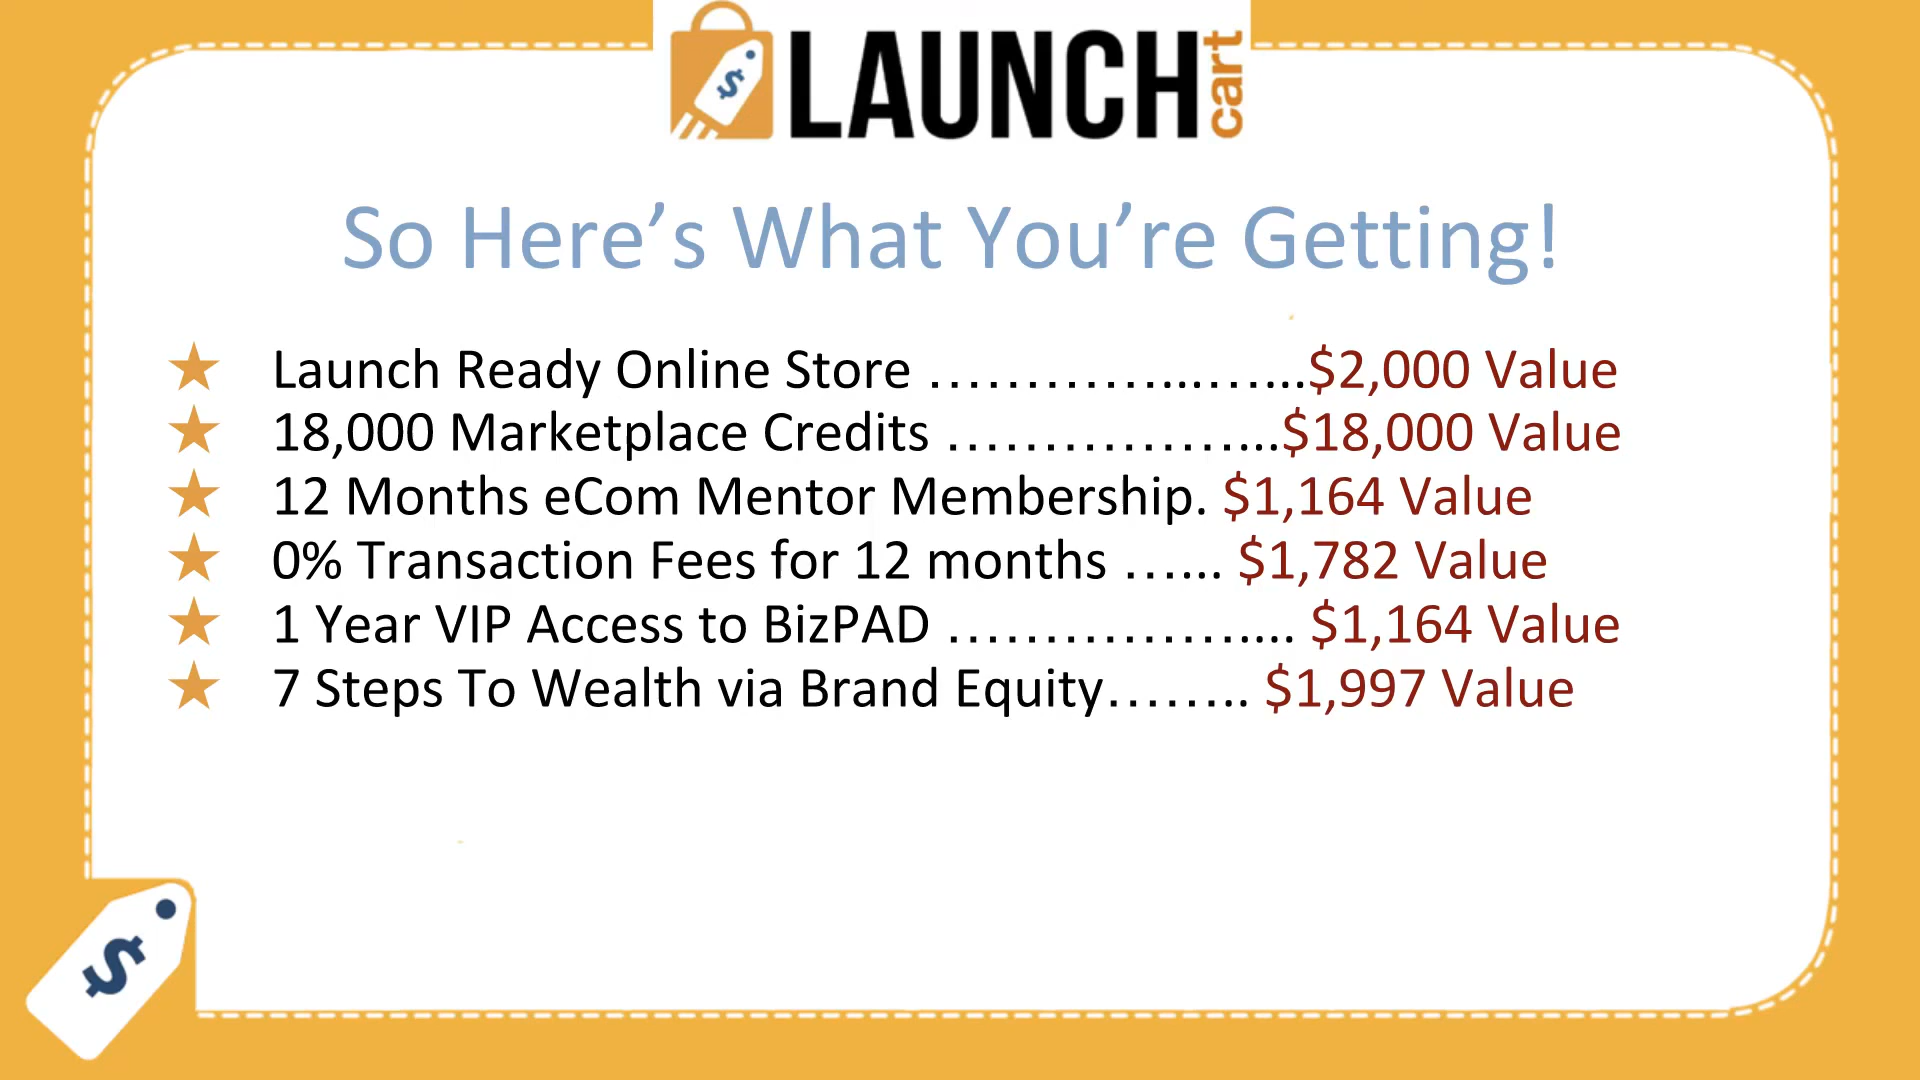 LAUNCH cart
So Here’s What You’re Getting!
★ Launch Ready Online Store …………...…...$2,000 Value
★ 18,000 Marketplace Credits ……………...$18,000 Value
★ 12 Months eCom Mentor Membership. $1,164 Value
★ 0% Transaction Fees for 12 months …... $1,782 Value
★ 1 Year VIP Access to BizPAD …………….... $1,164 Value
★ 7 Steps To Wealth via Brand Equity…….. $1,997 Value
$